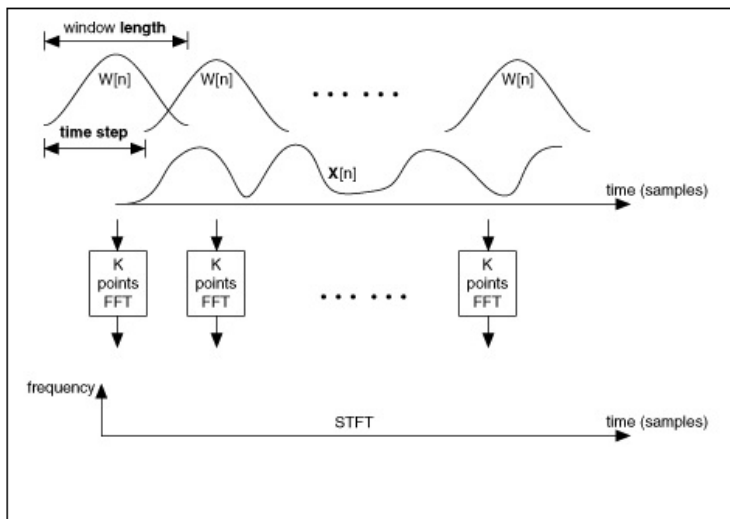 window length
W[n] W[n] W[n]
time step
X[n]
time (samples)
K K K
points points points
FFT FFT FFT
frequency
STFT time (samples)